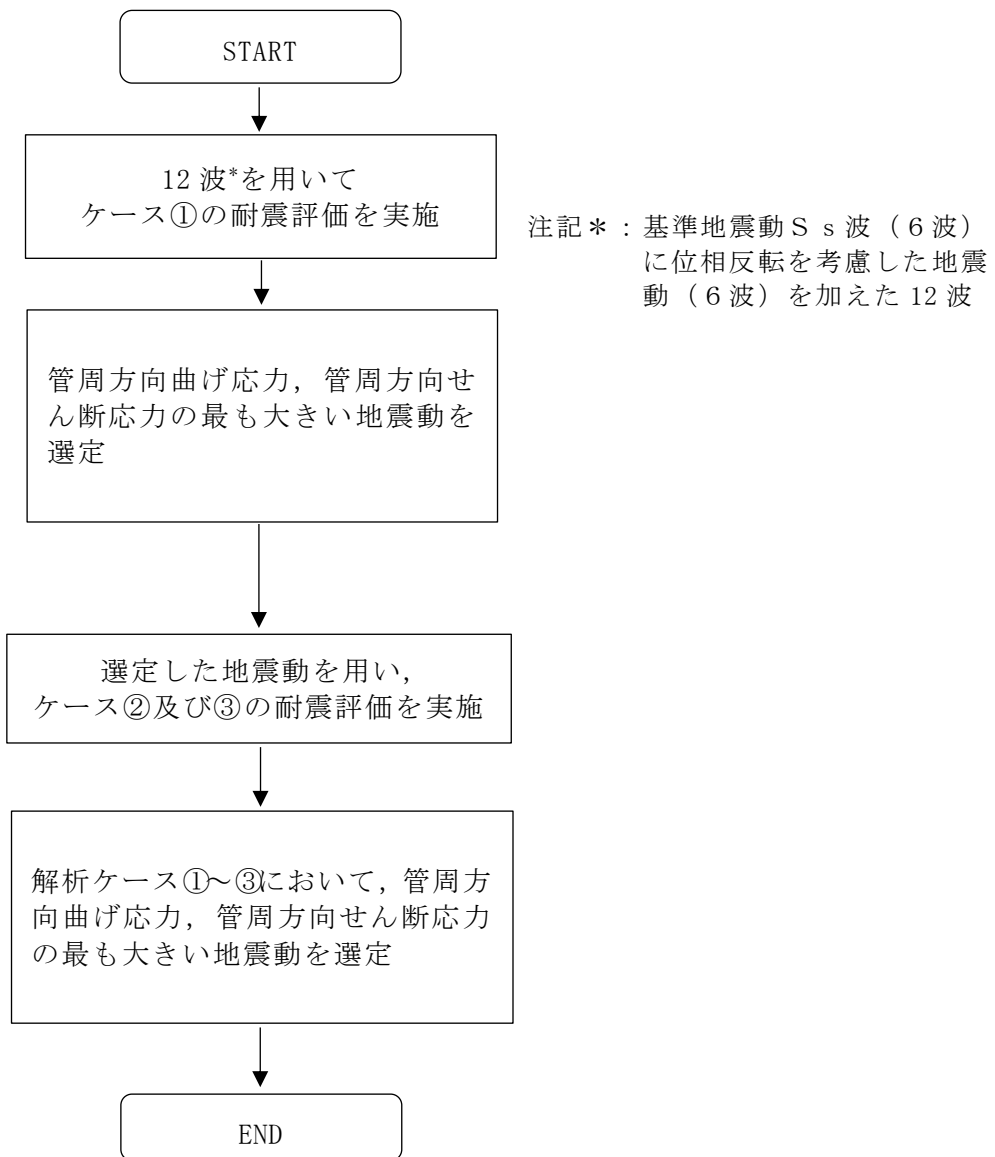 START
12 波*を用いて
ケース①の耐震評価を実施
注記＊：基準地震動Ｓｓ波（６波）
に位相反転を考慮した地震
動（６波）を加えた 12 波
管周方向曲げ応力，管周方向せ
ん断応力の最も大きい地震動を
選定
選定した地震動を用い，
ケース②及び③の耐震評価を実施
解析ケース①～③において，管周方
向曲げ応力，管周方向せん断応力
の最も大きい地震動を選定
END